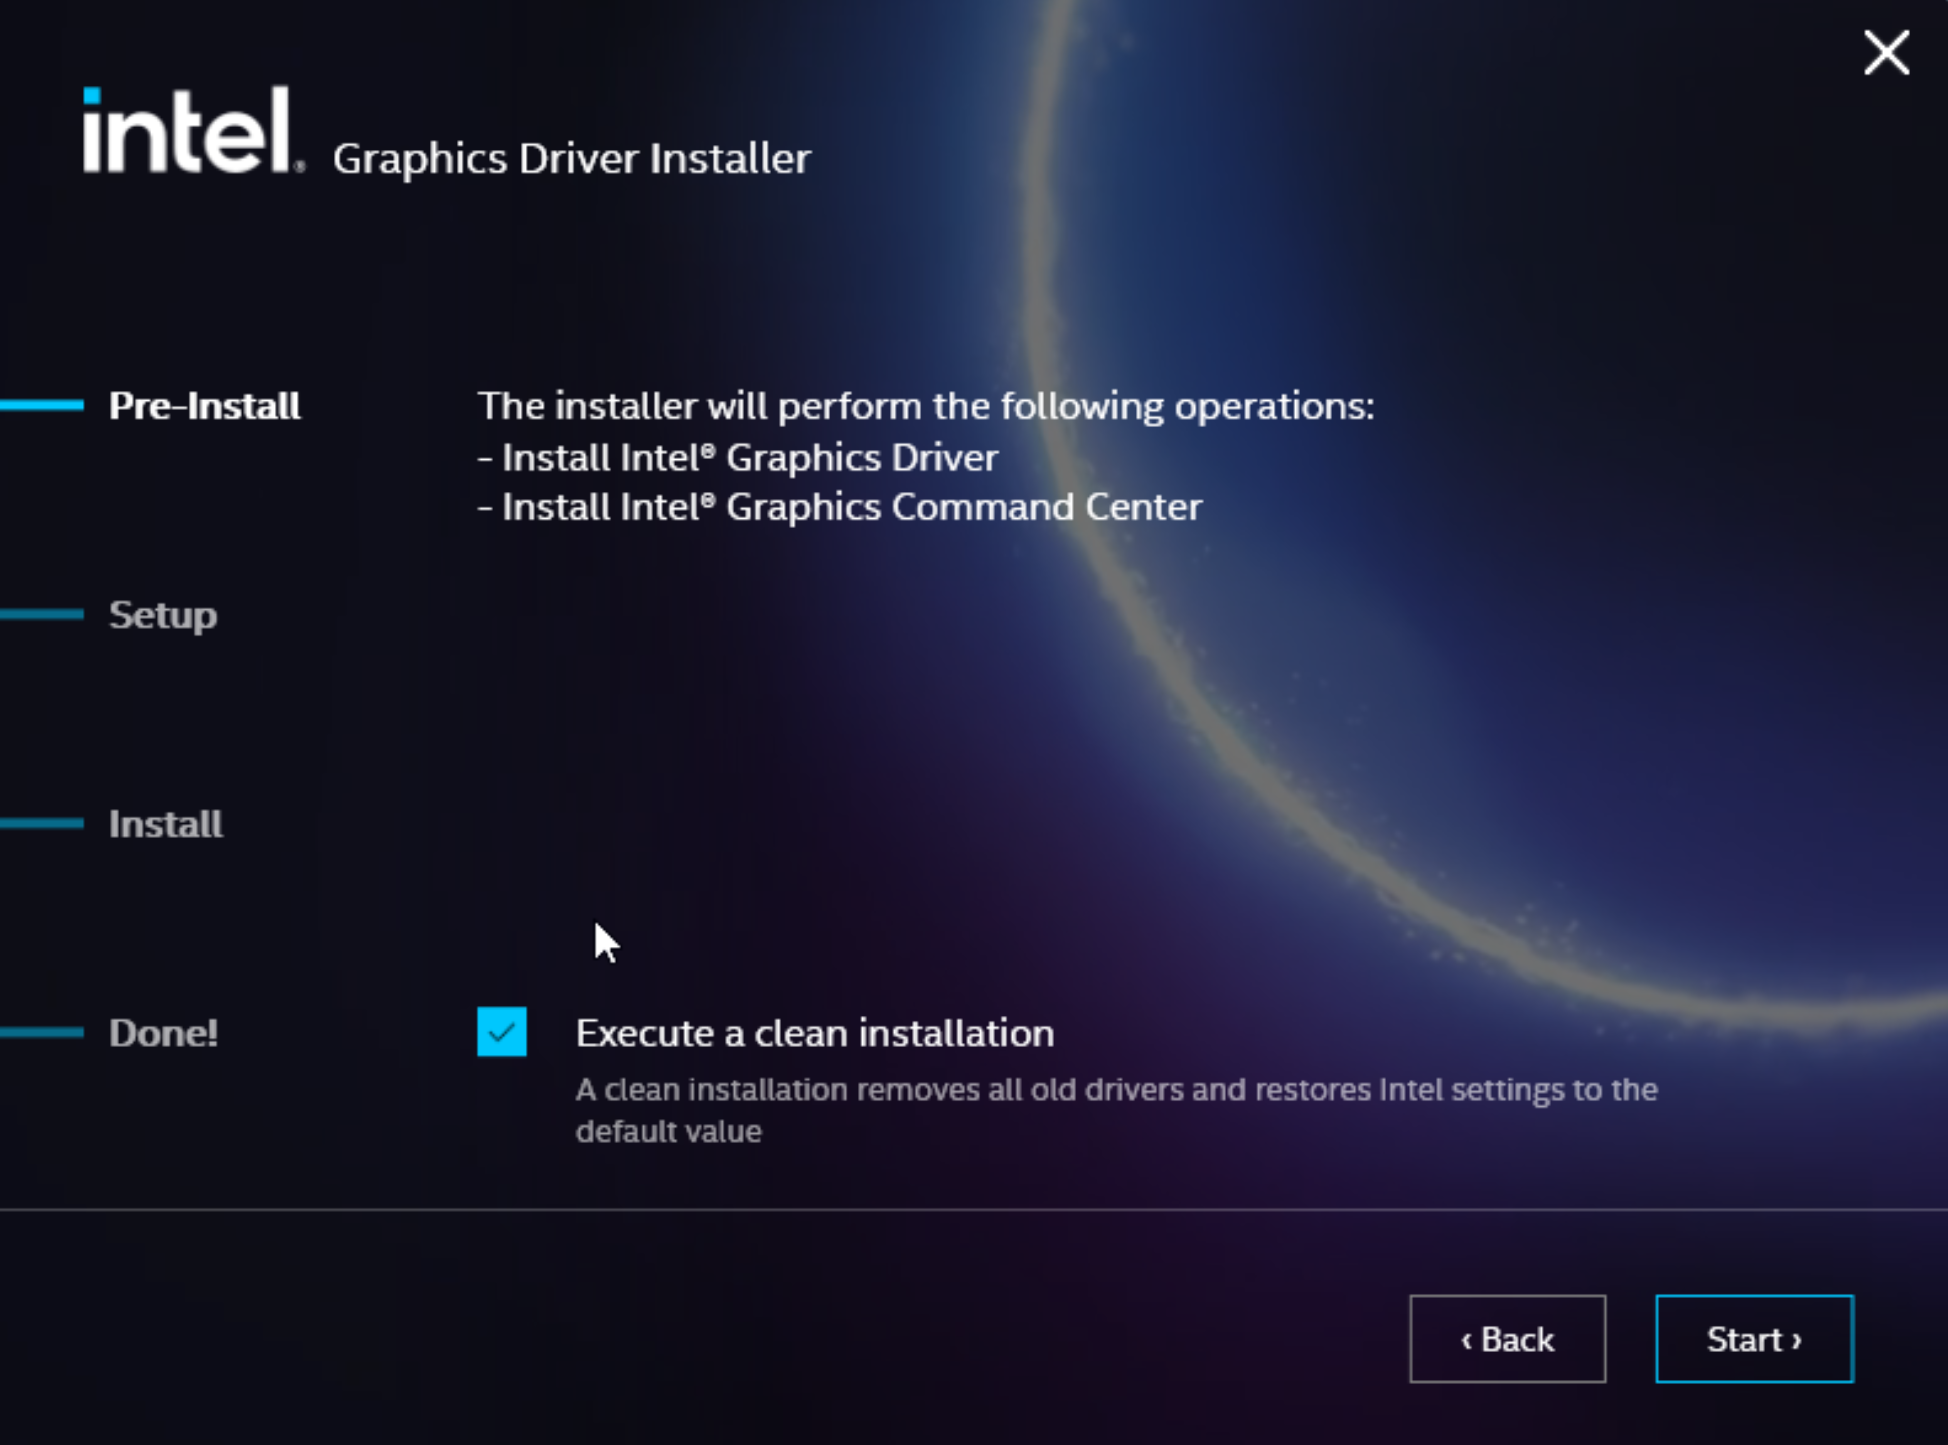 intel® Graphics Driver Installer
Pre-Install
The installer will perform the following operations:
- Install Intel® Graphics Driver
- Install Intel® Graphics Command Center
Setup
Install
Done!
Execute a clean installation
A clean installation removes all old drivers and restores Intel settings to the
default value
‹ Back
Start ›